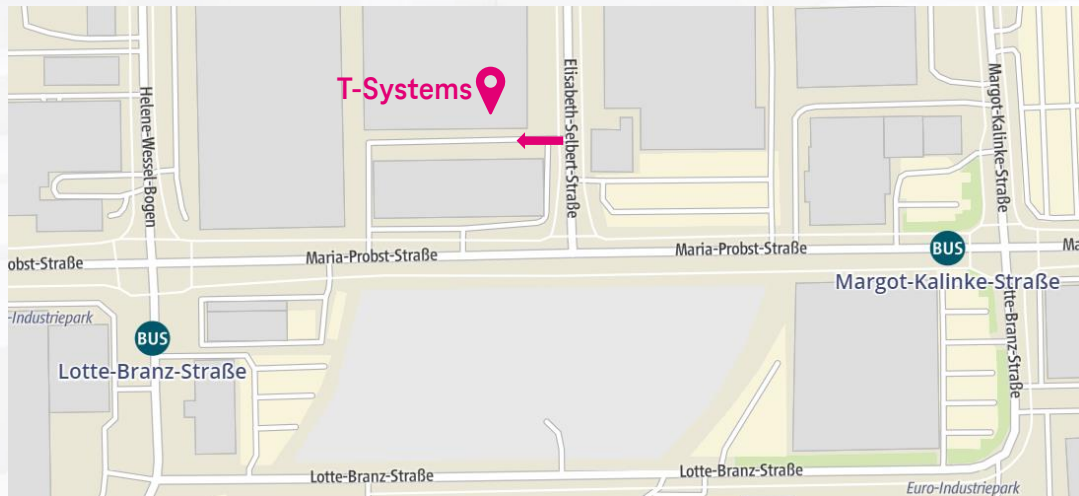 T-Systems
Helene-Wessel-Bogen
Elisabeth-Selbert-Straße
Margot-Kalinke-Straße
obst-Straße
Maria-Probst-Straße
Maria-Probst-Straße
BUS
Ma
Margot-Kalinke-Straße
-Industriepark
BUS
Lotte-Branz-Straße
tte-Branz-Straße
Lotte-Branz-Straße
Lotte-Branz-Straße
Euro-Industriepark